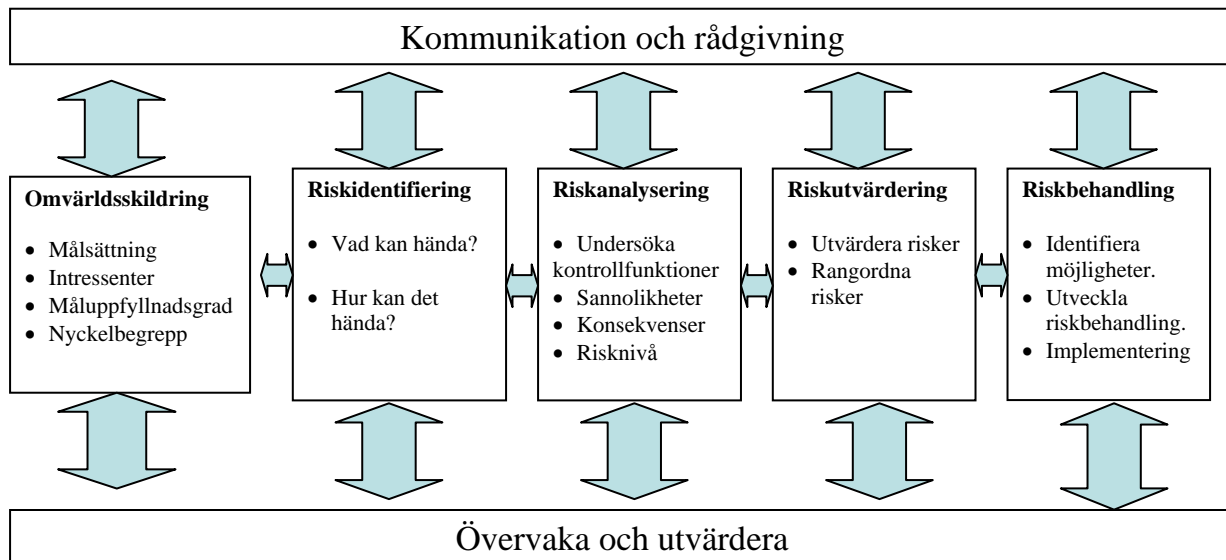 Kommunikation och rådgivning
Omvärldsskildring
• Målsättning
• Intressenter
• Måluppfyllnadsgrad
• Nyckelbegrepp
Riskidentifiering
• Vad kan hända?
• Hur kan det
hända?
Riskanalysering
• Undersöka
kontrollfunktioner
• Sannolikheter
• Konsekvenser
• Risknivå
Riskutvärdering
• Utvärdera risker
• Rangordna
risker
Riskbehandling
• Identifiera
möjligheter.
• Utveckla
riskbehandling.
• Implementering
Övervaka och utvärdera